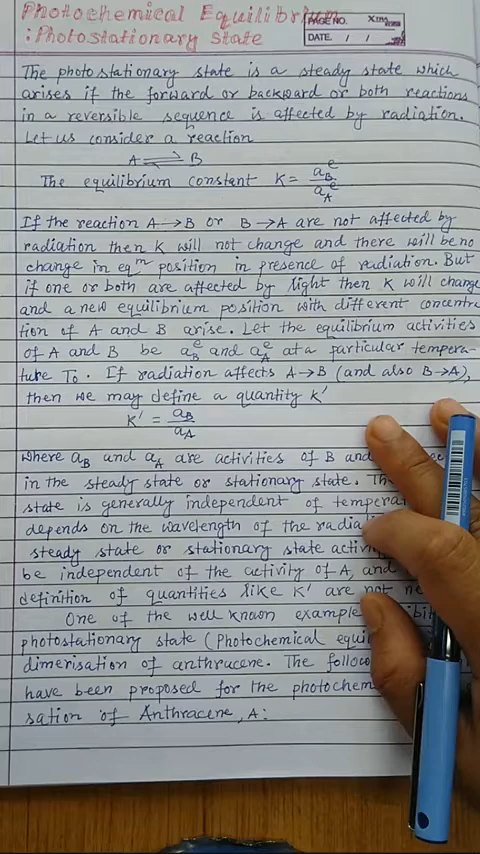 Photochemical Equilibrium
: Photostationary State
PAGE NO.
DATE. / /
The photostationary state is a steady state which
arises if the forward or backward or both reactions
in a reversible sequence is affected by radiation.
Let us consider a reaction
A ⇌ B
The equilibrium constant K = a_B^e / a_A^e
If the reaction A→B or B→A are not affected by
radiation then K will not change and there will be no
change in eq^m position in presence of radiation. But
if one or both are affected by light then K will change
and a new equilibrium position with different concentra
tion of A and B arise. Let the equilibrium activities
of A and B be a_B^e and a_A^e at a particular tempera-
ture T₀. If radiation affects A→B (and also B→A),
then we may define a quantity K'
K' = a_B / a_A
where a_B and a_A are activities of B and
in the steady state or stationary state.
state is generally independent of
depends on the wavelength of the
steady state or stationary state
be independent of the activity of A, and
definition of quantities like K' are not
One of the well known example
photostationary state (Photochemical
dimerisation of anthracene. The
have been proposed for the
sation of Anthracene, A: